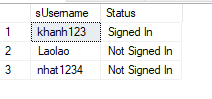 sUsername Status
1 khanh123 Signed In
2 Laolao Not Signed In
3 nhat1234 Not Signed In